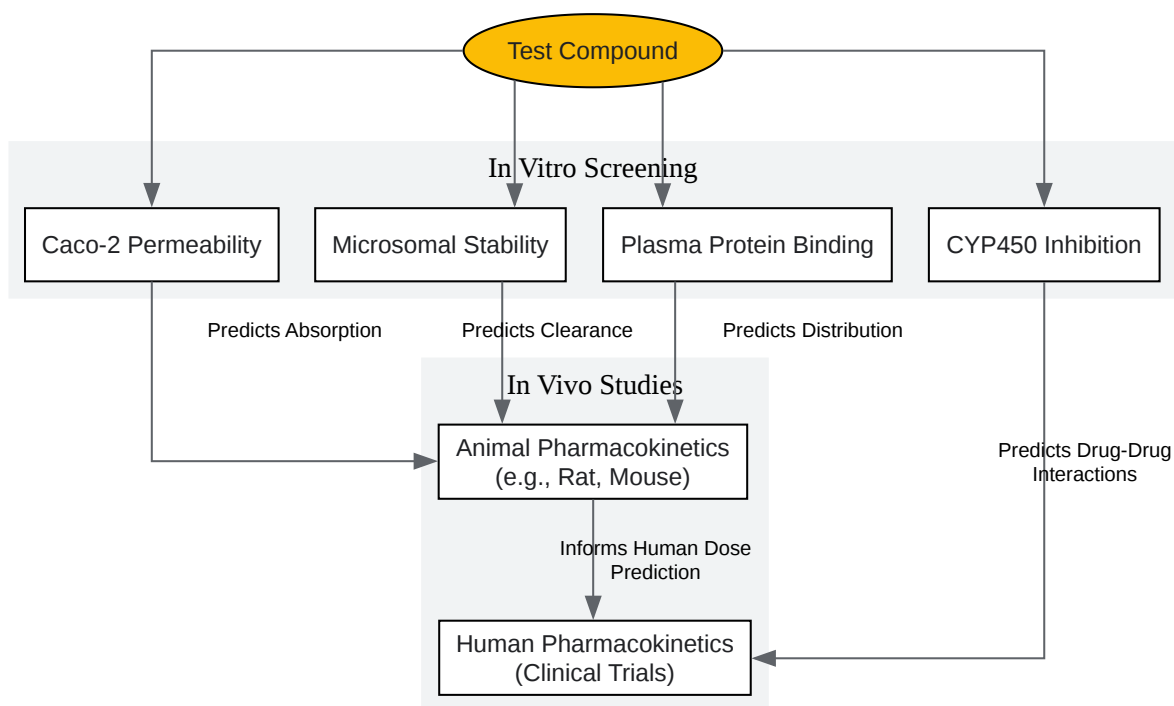 Test Compound
In Vitro Screening
Caco-2 Permeability
Microsomal Stability
Plasma Protein Binding
CYP450 Inhibition
Predicts Absorption
Predicts Clearance
Predicts Distribution
In Vivo Studies
Animal Pharmacokinetics
(e.g., Rat, Mouse)
Predicts Drug-Drug
Interactions
Informs Human Dose
Prediction
Human Pharmacokinetics
(Clinical Trials)